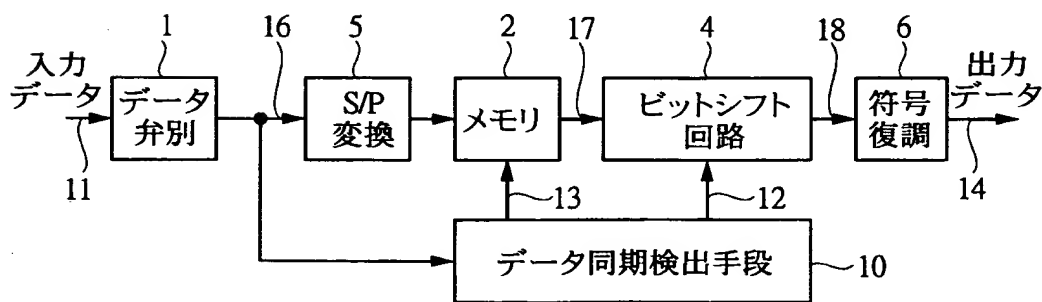 1
16
5
2
17
4
18
6
入力
データ
出力
データ
データ
弁別
S/P
変換
メモリ
ビットシフト
回路
符号
復調
11
13
12
14
データ同期検出手段
10